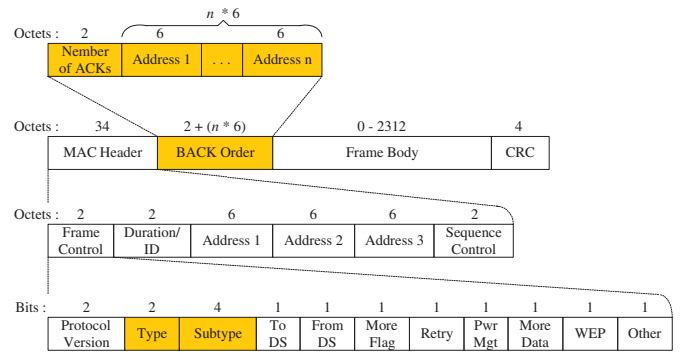 n * 6
Octets : 2 6 6
Nember of ACKs Address 1 . . . Address n
Octets : 34 2 + (n * 6) 0 - 2312 4
MAC Header BACK Order Frame Body CRC
Octets : 2 2 6 6 6 2
Frame Control Duration/ ID Address 1 Address 2 Address 3 Sequence Control
Bits : 2 2 4 1 1 1 1 1 1 1 1
Protocol Version Type Subtype To DS From DS More Flag Retry Pwr Mgt More Data WEP Other